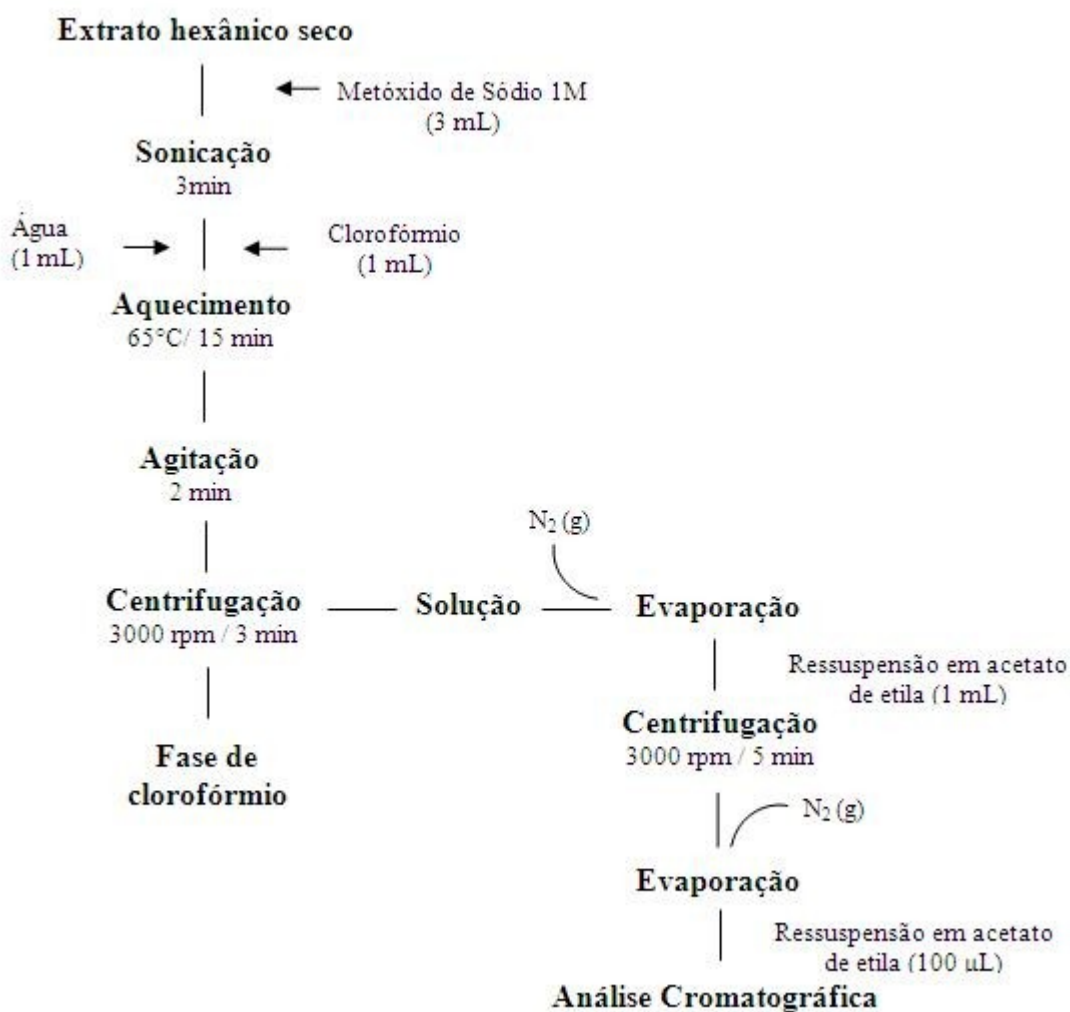 Extrato hexânico seco
Metóxido de Sódio 1M
(3 mL)
Sonicação
3min
Água
(1 mL)
Clorofórmio
(1 mL)
Aquecimento
65°C/ 15 min
Agitação
2 min
N₂ (g)
Centrifugação
3000 rpm / 3 min
Solução
Evaporação
Ressuspensão em acetato
de etila (1 mL)
Centrifugação
3000 rpm / 5 min
Fase de
clorofórmio
N₂ (g)
Evaporação
Ressuspensão em acetato
de etila (100 µL)
Análise Cromatográfica